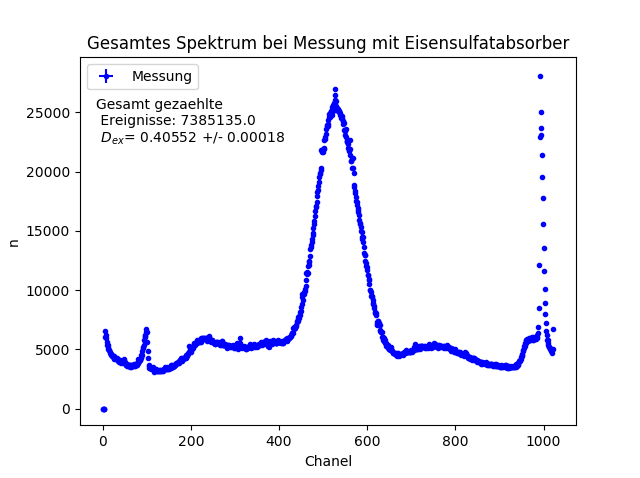 Gesamtes Spektrum bei Messung mit Eisensulfatabsorber
Messung
Gesamt gezaehlte
Ereignisse: 7385135.0
D_ex= 0.40552 +/- 0.00018
25000
20000
15000
10000
5000
0
n
0 200 400 600 800 1000
Chanel